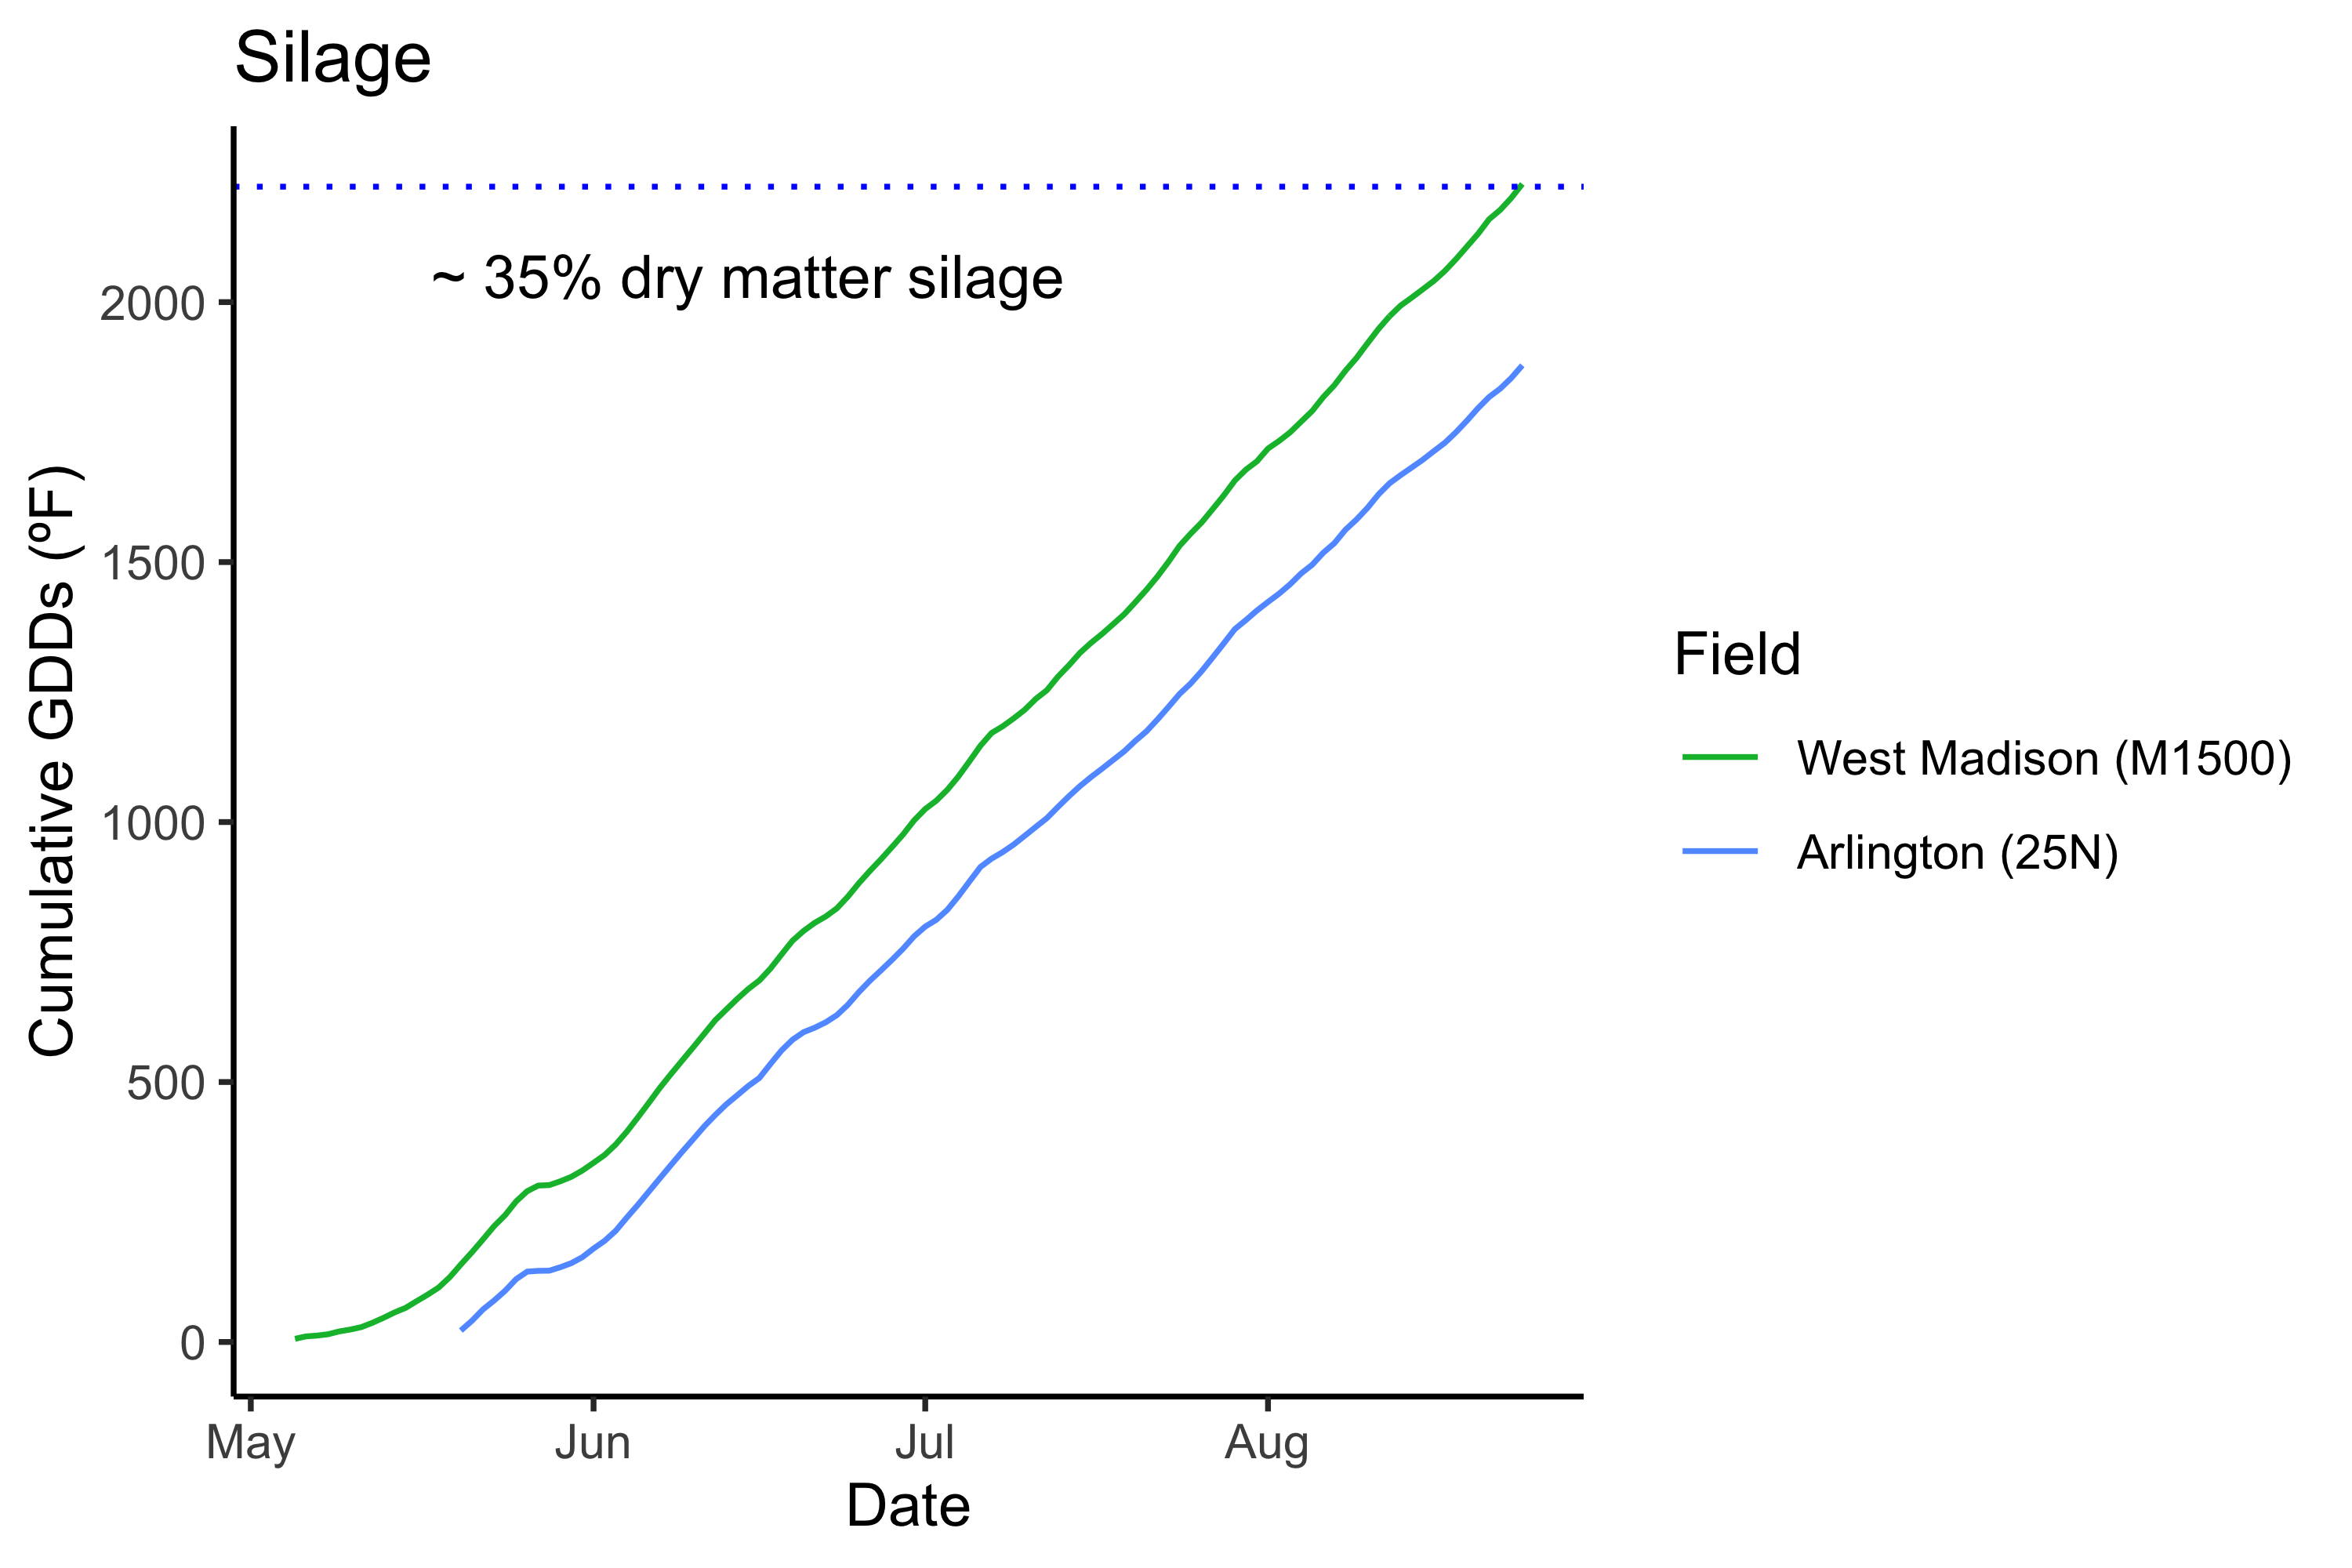 Silage
~ 35% dry matter silage
2000
1500
1000
500
0
Cumulative GDDs (ºF)
May
Jun
Jul
Aug
Date
Field
West Madison (M1500)
Arlington (25N)